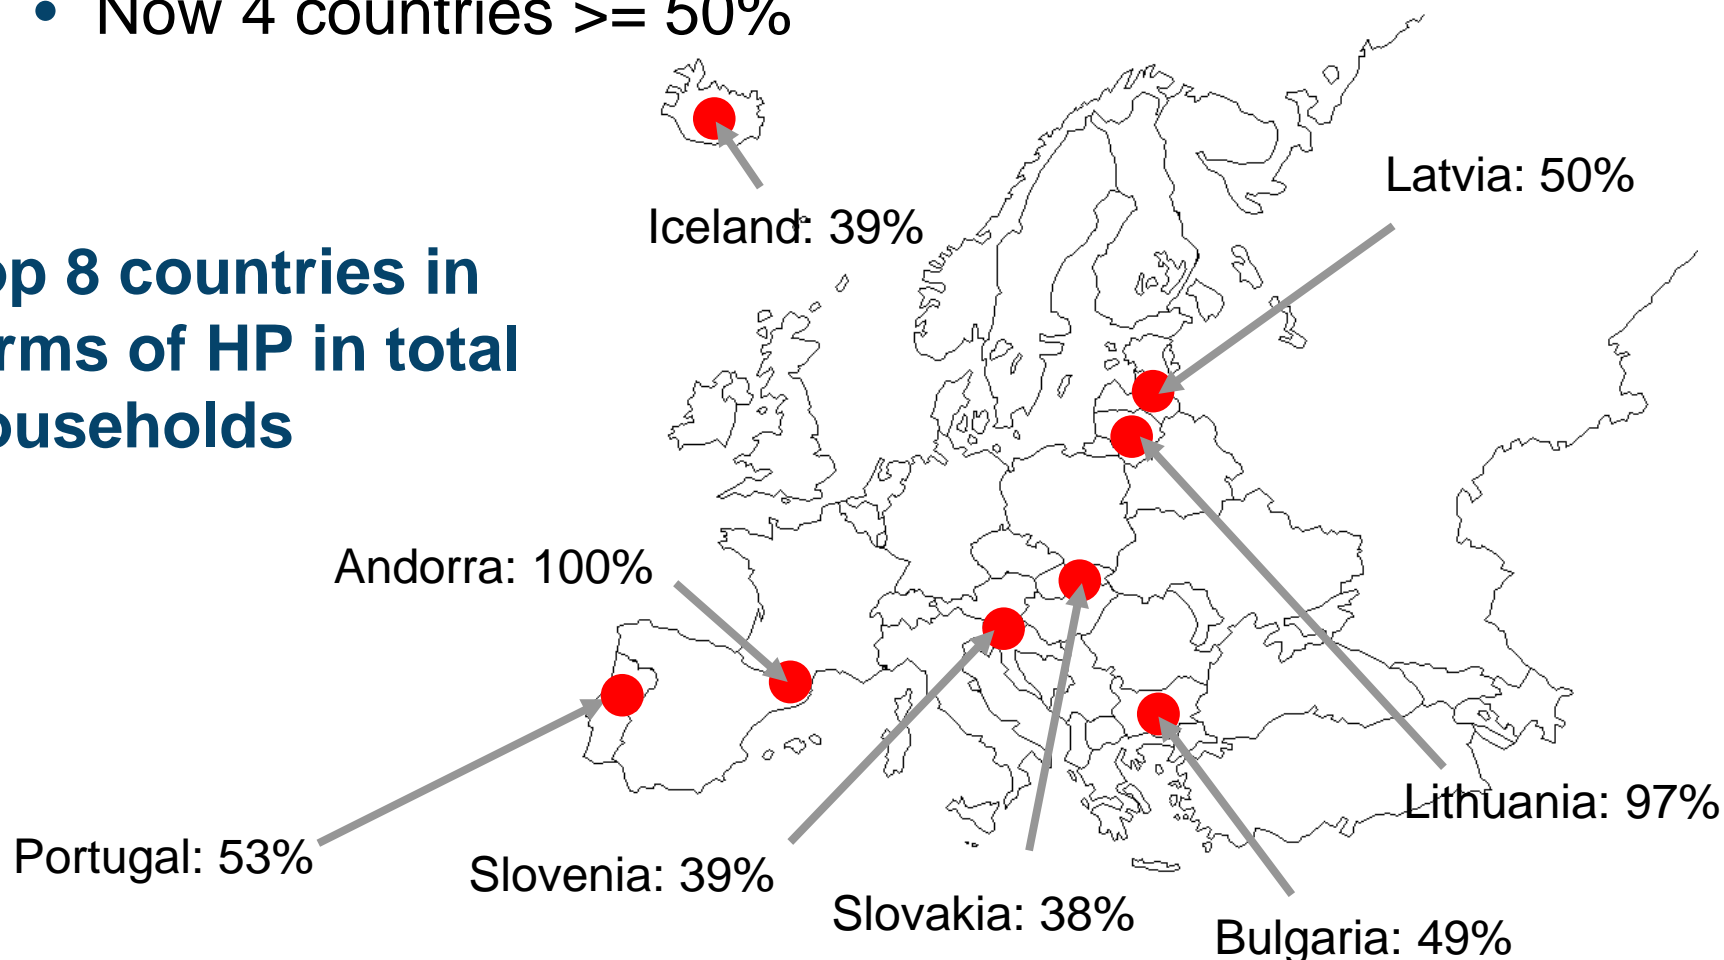 • Now 4 countries >= 50%
Latvia: 50%
Iceland: 39%
op 8 countries in
rms of HP in total
ouseholds
Andorra: 100%
Lithuania: 97%
Portugal: 53%
Slovenia: 39%
Slovakia: 38%
Bulgaria: 49%